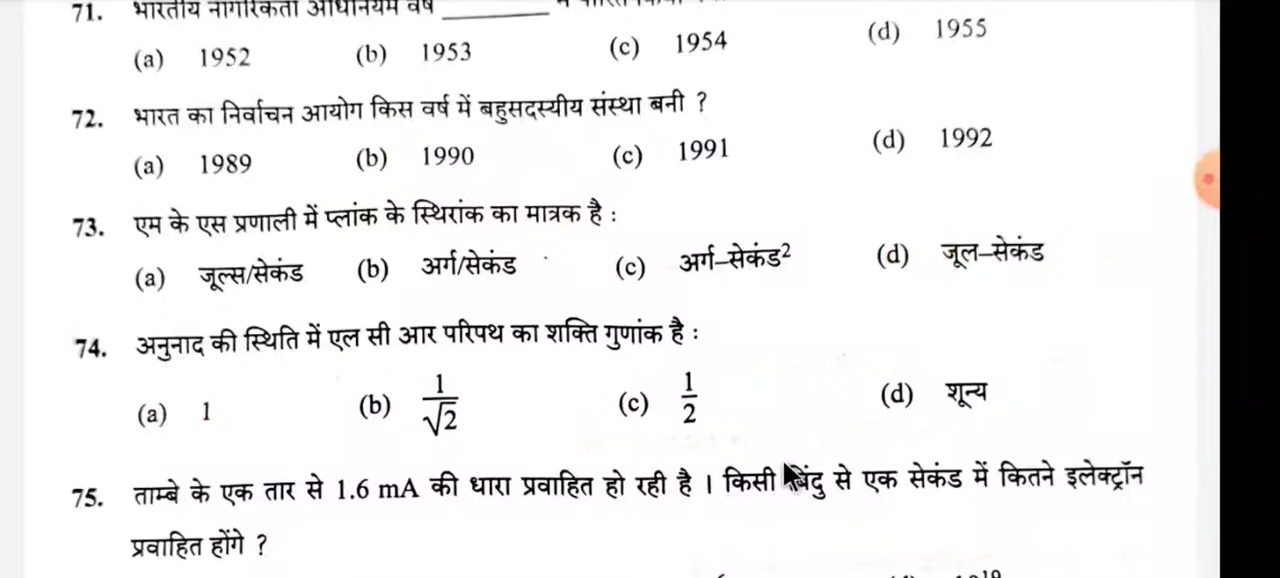 71. भारतीय नागरिकता अधिनियम वर्ष ________ में
(a) 1952 (b) 1953 (c) 1954 (d) 1955
72. भारत का निर्वाचन आयोग किस वर्ष में बहुसदस्यीय संस्था बनी ?
(a) 1989 (b) 1990 (c) 1991 (d) 1992
73. एम के एस प्रणाली में प्लांक के स्थिरांक का मात्रक है :
(a) जूल्स/सेकंड (b) अर्ग/सेकंड (c) अर्ग–सेकंड² (d) जूल–सेकंड
74. अनुनाद की स्थिति में एल सी आर परिपथ का शक्ति गुणांक है :
(a) 1 (b) 1/√2 (c) 1/2 (d) शून्य
75. ताम्बे के एक तार से 1.6 mA की धारा प्रवाहित हो रही है । किसी बिंदु से एक सेकंड में कितने इलेक्ट्रॉन
प्रवाहित होंगे ?